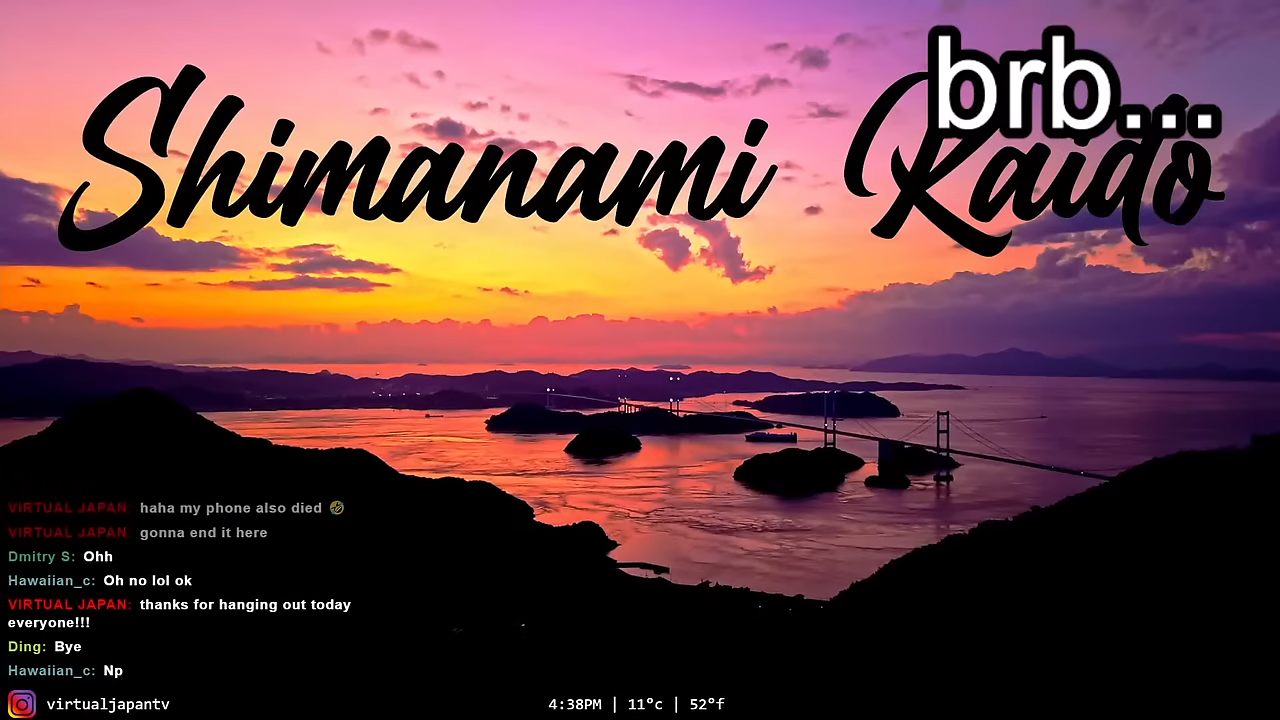 brb...
Shimanami Kaido
VIRTUAL JAPAN: haha my phone also died 🤣
VIRTUAL JAPAN: gonna end it here
Dmitry S: Ohh
Hawaiian_c: Oh no lol ok
VIRTUAL JAPAN: thanks for hanging out today
everyone!!!
Ding: Bye
Hawaiian_c: Np
virtualjapantv
4:38PM | 11°c | 52°f